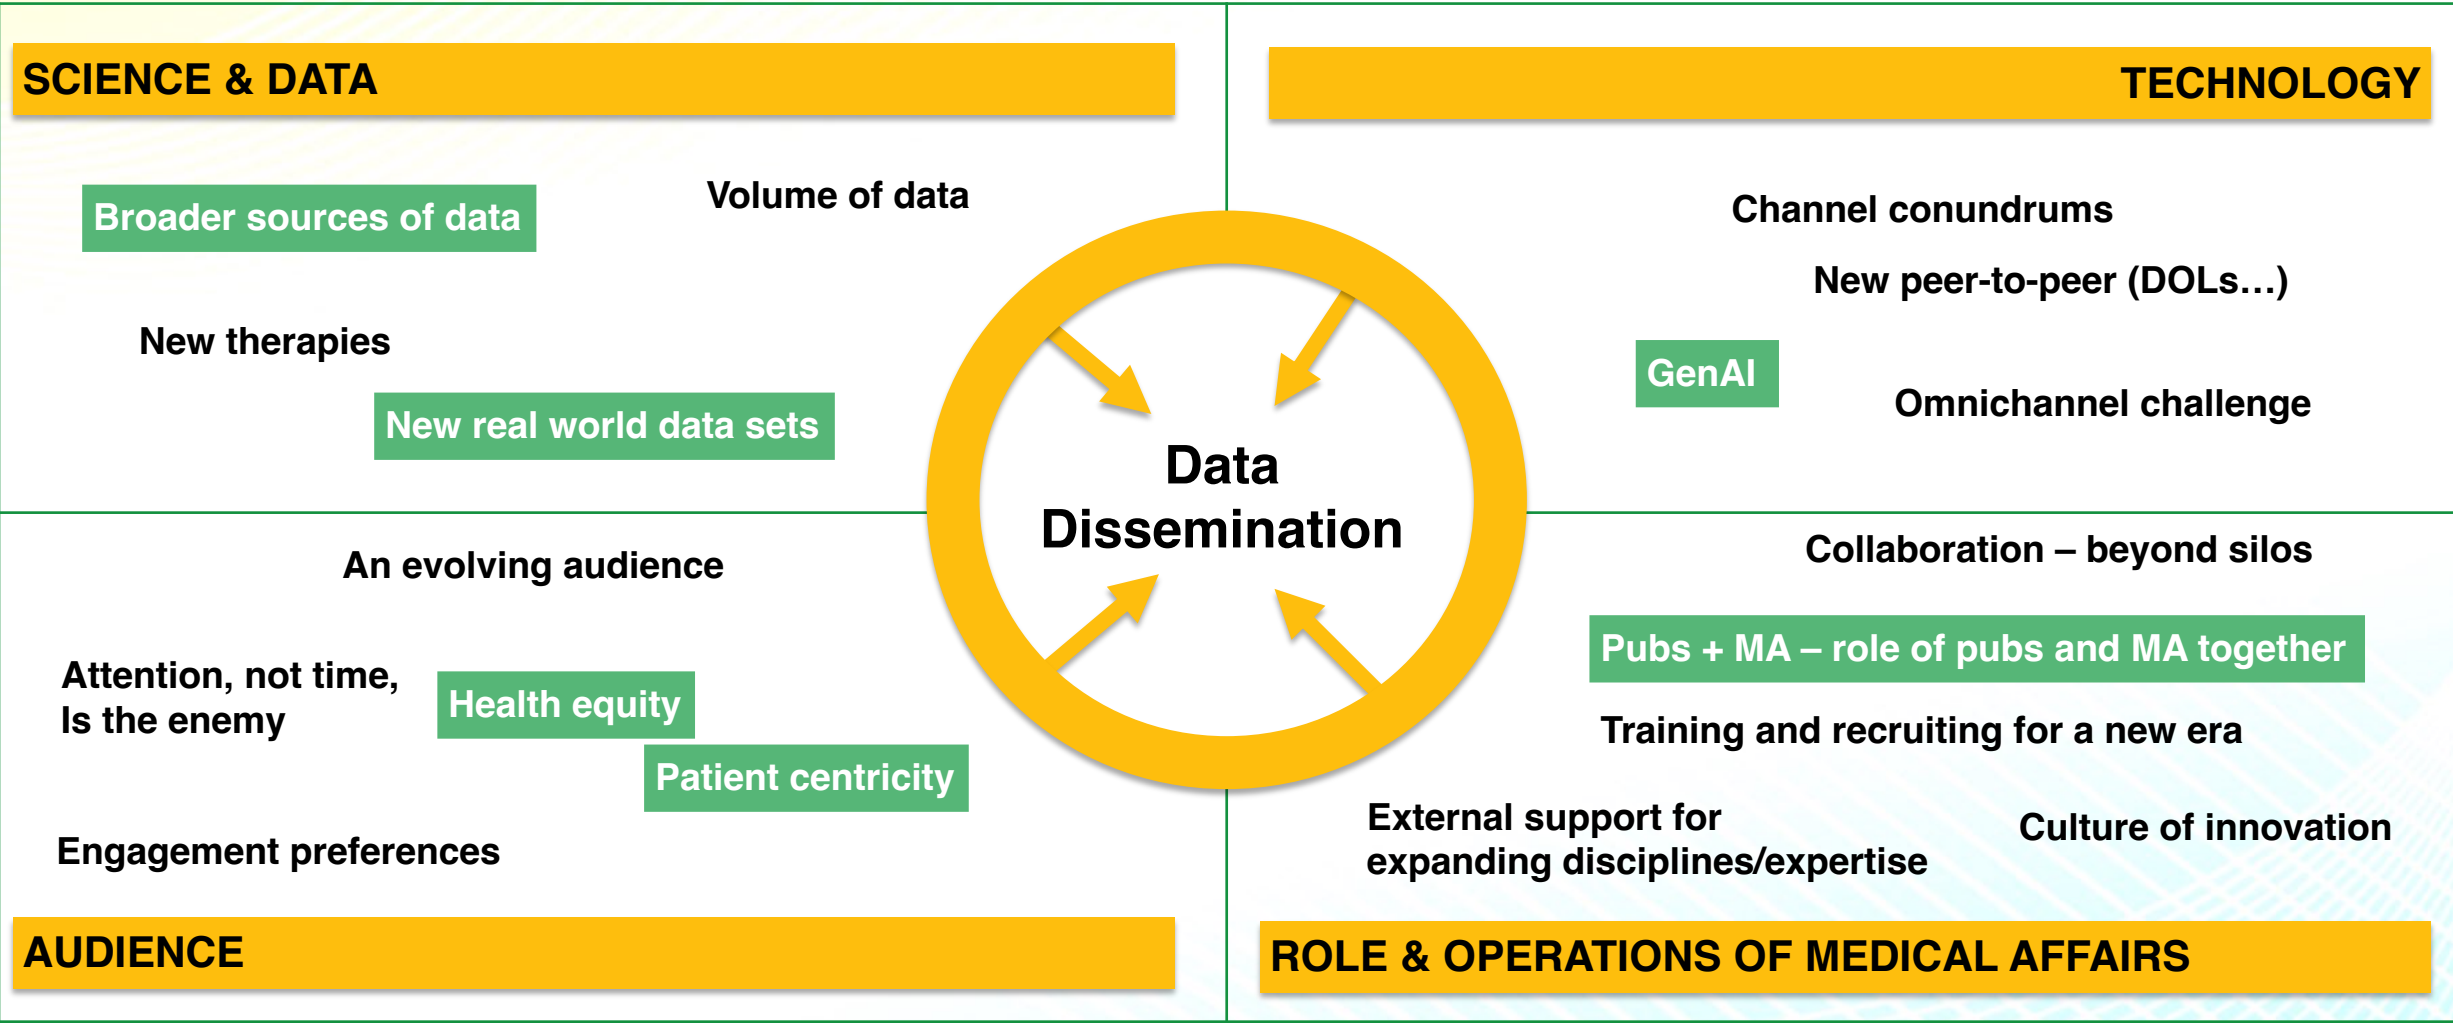 SCIENCE & DATA
Broader sources of data
Volume of data
New therapies
New real world data sets
TECHNOLOGY
Channel conundrums
New peer-to-peer (DOLs…)
GenAI
Omnichannel challenge
Data
Dissemination
An evolving audience
Attention, not time,
Is the enemy
Health equity
Patient centricity
Engagement preferences
AUDIENCE
Collaboration – beyond silos
Pubs + MA – role of pubs and MA together
Training and recruiting for a new era
External support for
expanding disciplines/expertise
Culture of innovation
ROLE & OPERATIONS OF MEDICAL AFFAIRS